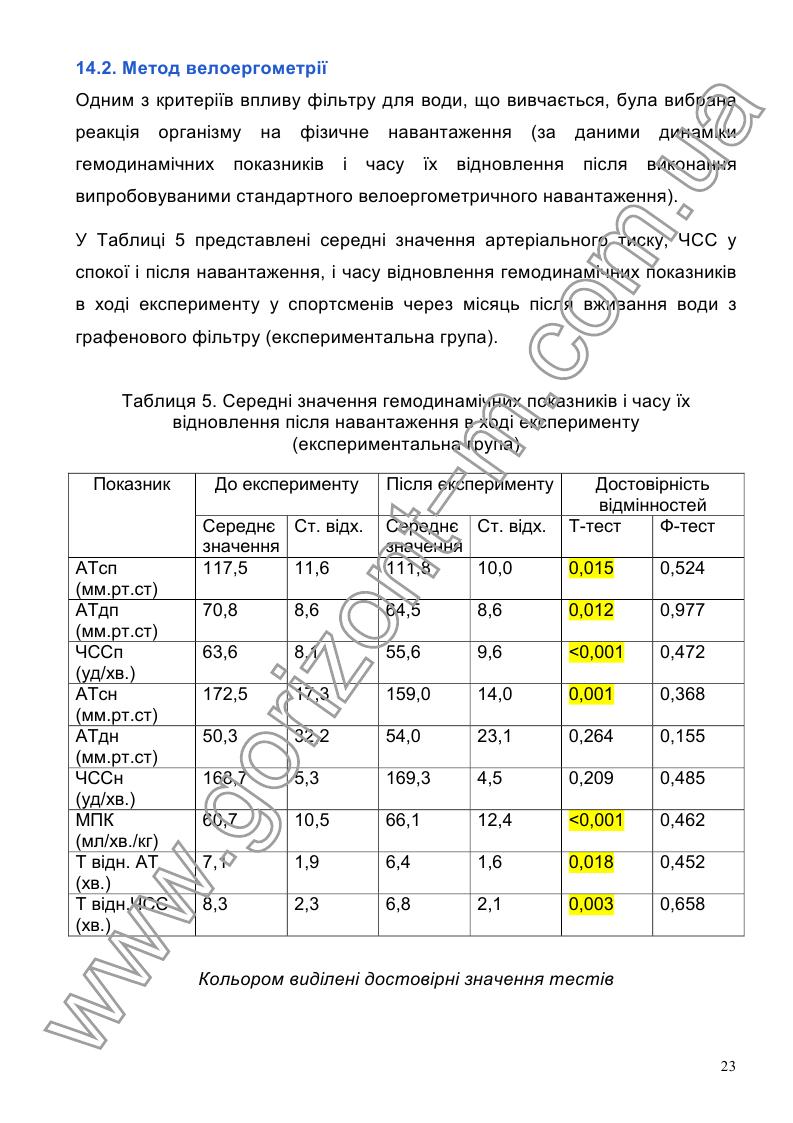 14.2. Метод велоергометрії
Одним з критеріїв впливу фільтру для води, що вивчається, була вибрана
реакція організму на фізичне навантаження (за даними динаміки
гемодинамічних показників і часу їх відновлення після виконання
випробовуваними стандартного велоергометричного навантаження).
У Таблиці 5 представлені середні значення артеріального тиску, ЧСС у
спокої і після навантаження, і часу відновлення гемодинамічних показників
в ході експерименту у спортсменів через місяць після вживання води з
графенового фільтру (експериментальна група).
Таблиця 5. Середні значення гемодинамічних показників і часу їх
відновлення після навантаження в ході експерименту
(експериментальна група)
Показник До експерименту Після експерименту Достовірність
відмінностей
Середнє Ст. відх. Середнє Ст. відх. Т-тест Ф-тест
значення значення
АТсп 117,5 11,6 111,8 10,0 0,015 0,524
(мм.рт.ст)
АТдп 70,8 8,6 64,5 8,6 0,012 0,977
(мм.рт.ст)
ЧССп 63,6 8,1 55,6 9,6 <0,001 0,472
(уд/хв.)
АТсн 172,5 17,3 159,0 14,0 0,001 0,368
(мм.рт.ст)
АТдн 50,3 32,2 54,0 23,1 0,264 0,155
(мм.рт.ст)
ЧССн 168,7 5,3 169,3 4,5 0,209 0,485
(уд/хв.)
МПК 60,7 10,5 66,1 12,4 <0,001 0,462
(мл/хв./кг)
Т відн. АТ 7,1 1,9 6,4 1,6 0,018 0,452
(хв.)
Т відн.ЧСС 8,3 2,3 6,8 2,1 0,003 0,658
(хв.)
Кольором виділені достовірні значення тестів
23
www.gorizont-m.com.ua